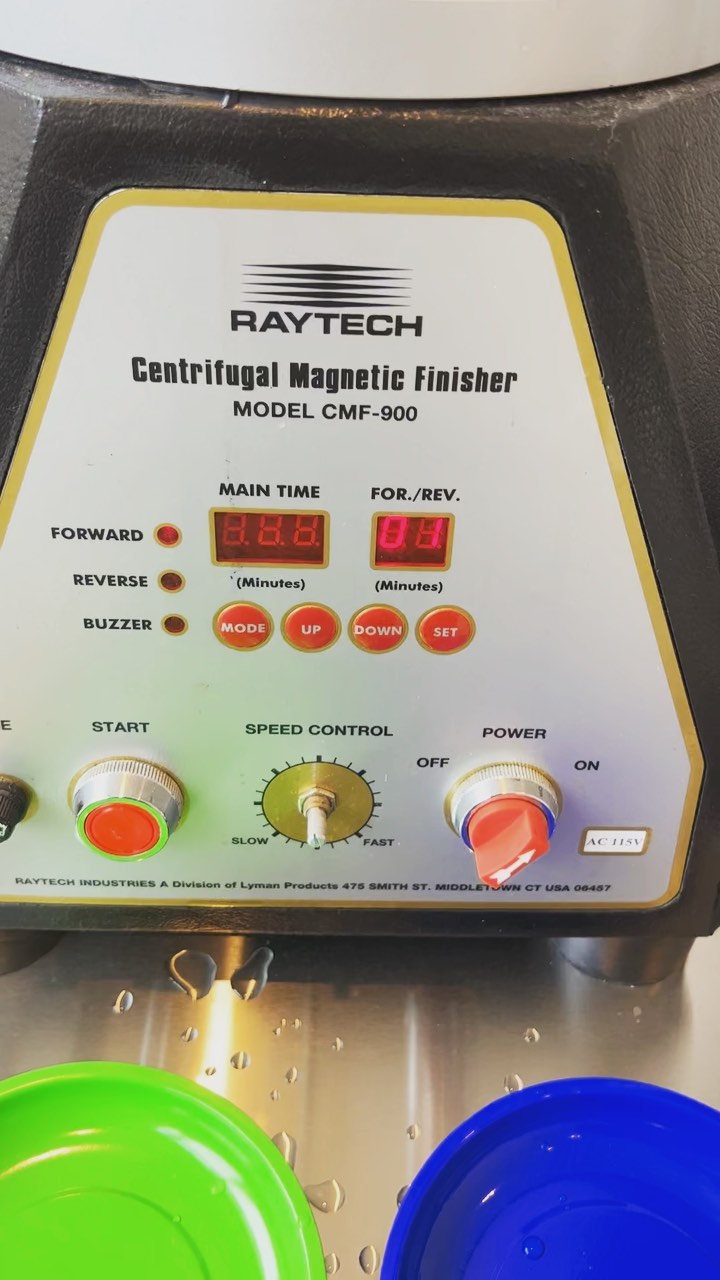 RAYTECH
Centrifugal Magnetic Finisher
MODEL CMF-900
MAIN TIME FOR./REV.
FORWARD 01
REVERSE (Minutes) (Minutes)
BUZZER MODE UP DOWN SET
E START SPEED CONTROL POWER
OFF ON
SLOW FAST AC 115V
RAYTECH INDUSTRIES A Division of Lyman Products 475 SMITH ST. MIDDLETOWN CT USA 06457